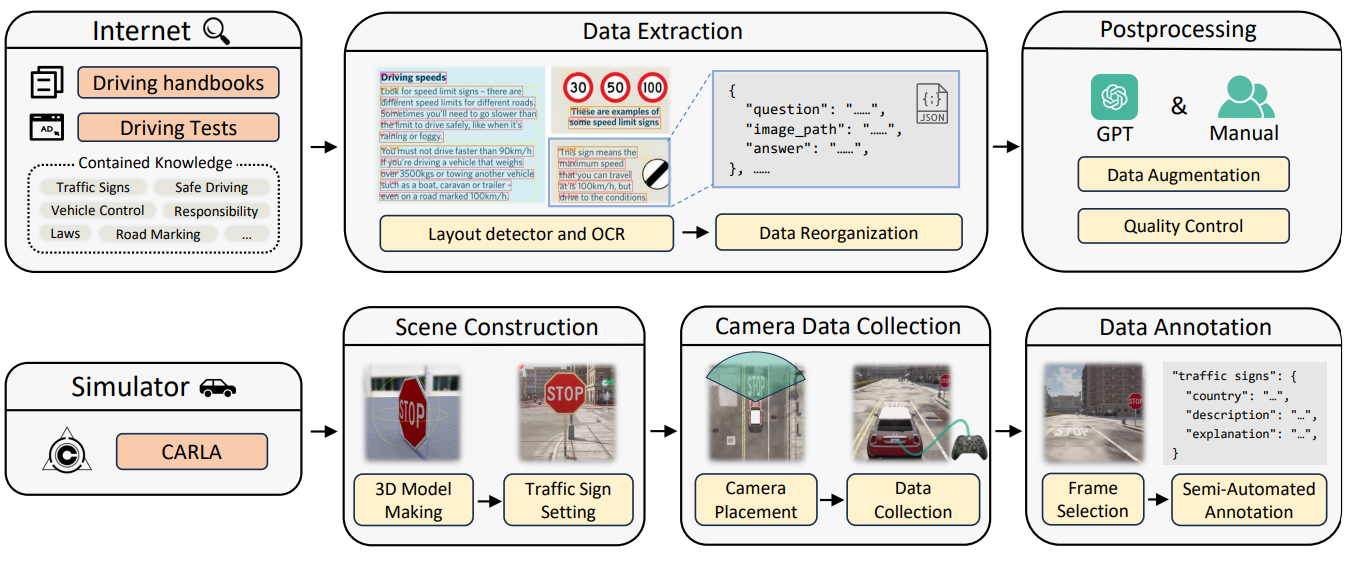 Internet
Driving handbooks
AD
Driving Tests
Contained Knowledge
Traffic Signs
Safe Driving
Vehicle Control
Responsibility
Laws
Road Marking
...
Data Extraction
Driving speeds
Look for speed limit signs – there are
different speed limits for different roads.
Sometimes you'll need to go slower than
the limit to drive safely, like when it's
raining or foggy.
You must not drive faster than 90km/h
if you're driving a vehicle that weighs
over 3500kgs or towing another vehicle
such as a boat, caravan or trailer –
even on a road marked 100km/h.
30
50
100
These are examples of
some speed limit signs
This sign means the
maximum speed
that you can travel
at is 100km/h, but
drive to the conditions.
{
"question": "……",
"image_path": "……",
"answer": "……",
}, ……
{;}
JSON
Layout detector and OCR
Data Reorganization
Postprocessing
GPT
&
Manual
Data Augmentation
Quality Control
Simulator
C
CARLA
Scene Construction
STOP
STOP
3D Model
Making
Traffic Sign
Setting
Camera Data Collection
STOP
STOP
Camera
Placement
Data
Collection
Data Annotation
STOP
STOP
"traffic signs": {
"country": "…",
"description": "…",
"explanation": "…",
}
Frame
Selection
Semi-Automated
Annotation